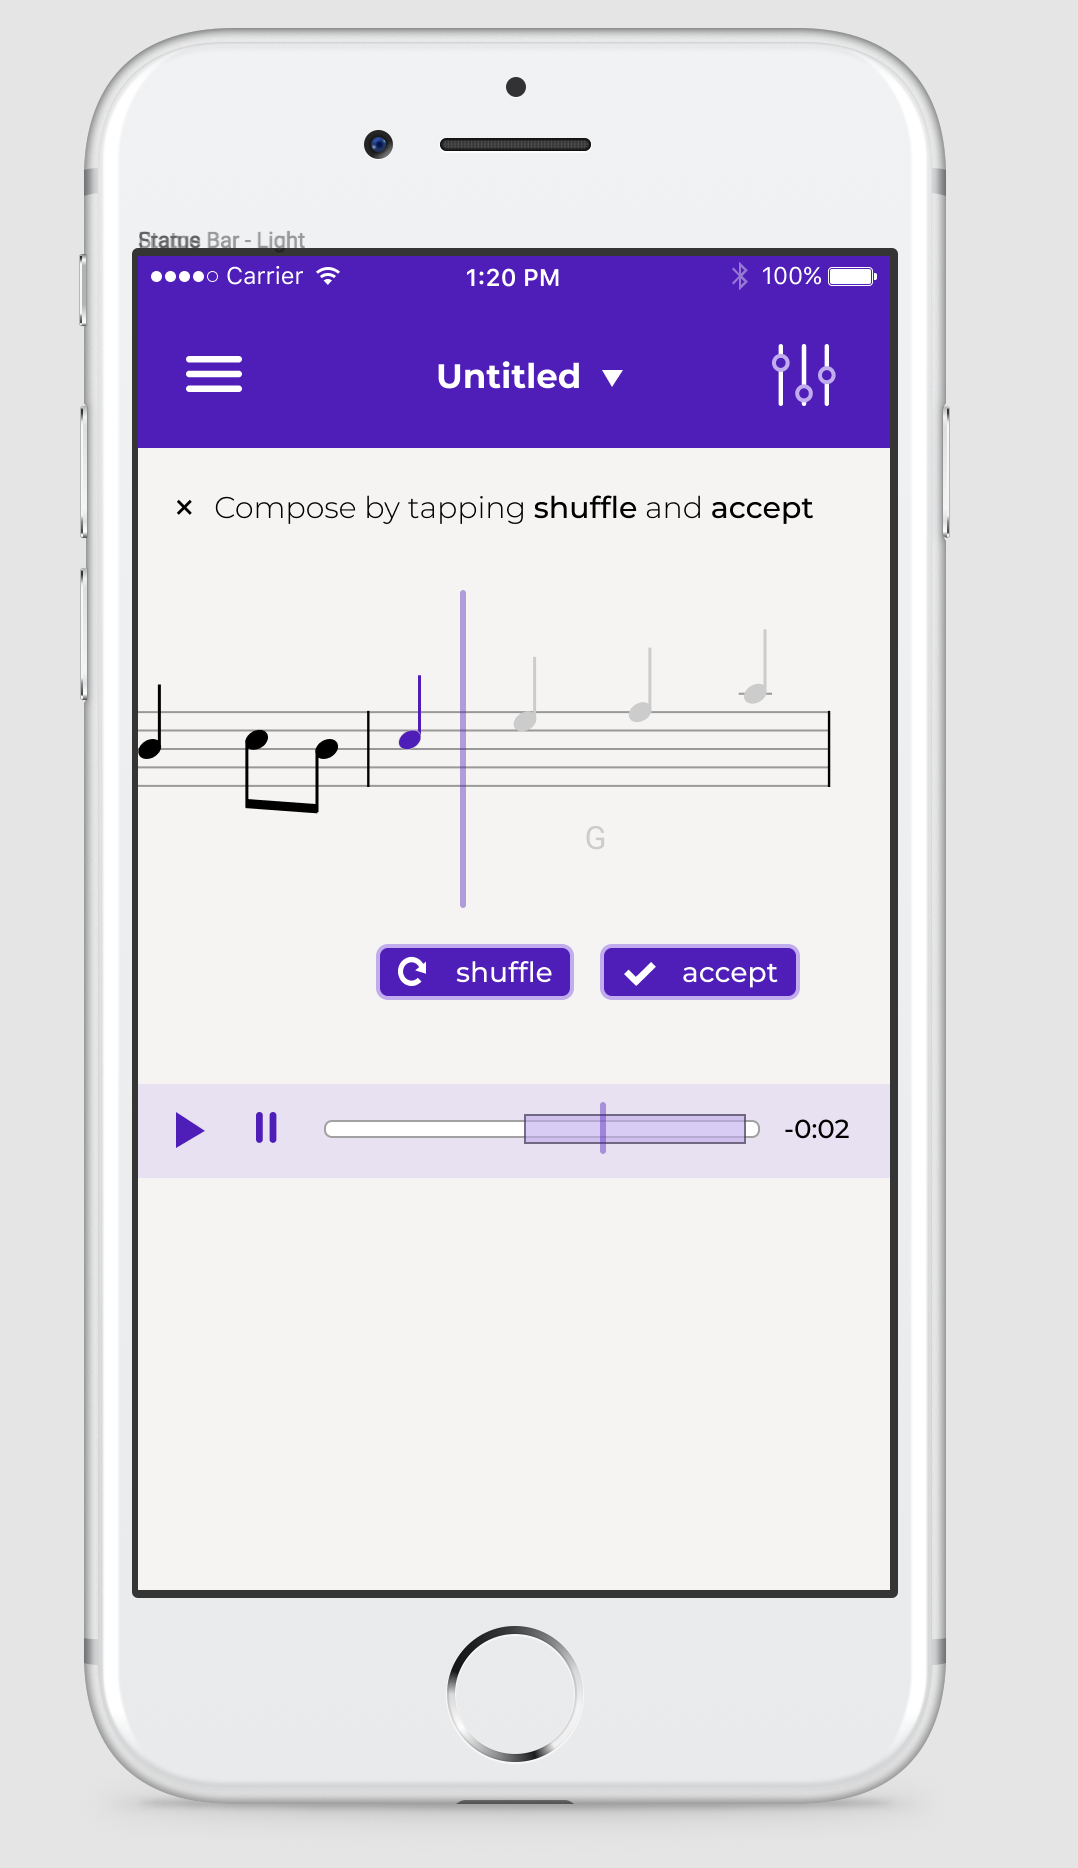 Status Bar - Light
Carrier 1:20 PM 100%
Untitled
Compose by tapping shuffle and accept
G
shuffle accept
-0:02